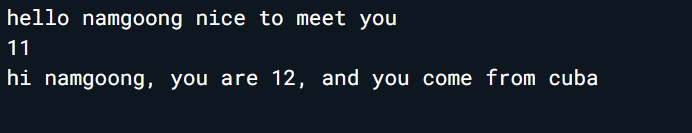 hello namgoong nice to meet you
11
hi namgoong, you are 12, and you come from cuba